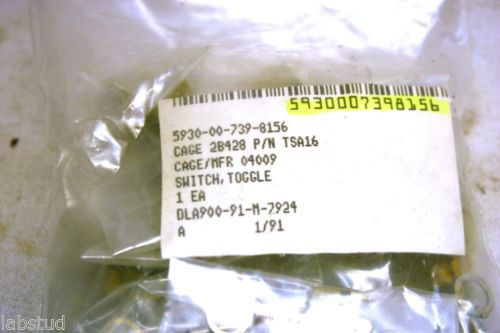 5930007398156
5930-00-739-8156
CAGE 2B428 P/N TSA16
CAGE/MFR 04009
SWITCH, TOGGLE
1 EA
DLA900-91-M-7924
A 1/91
labstud